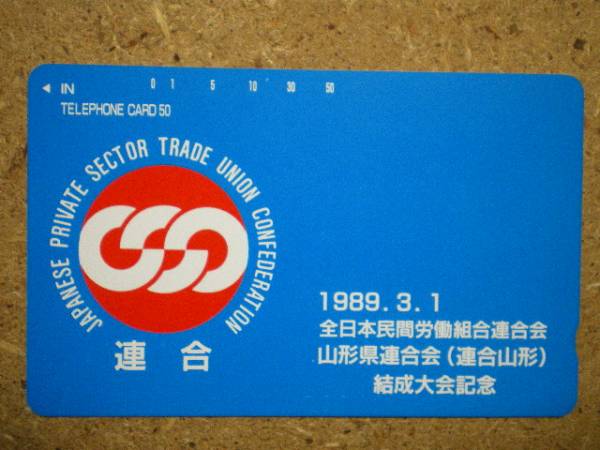 ◀ IN 0 1 5 10 30 50
TELEPHONE CARD 50
JAPANESE PRIVATE SECTOR TRADE UNION CONFEDERATION
連合
1989.3.1
全日本民間労働組合連合会
山形県連合会(連合山形)
結成大会記念